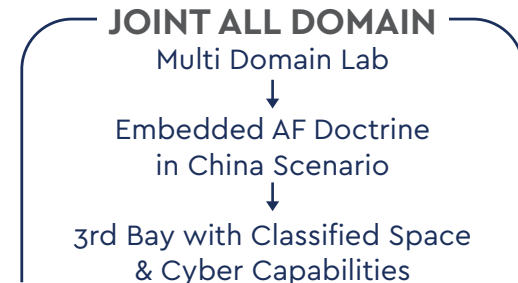 JOINT ALL DOMAIN
Multi Domain Lab
Embedded AF Doctrine
in China Scenario
3rd Bay with Classified Space
& Cyber Capabilities